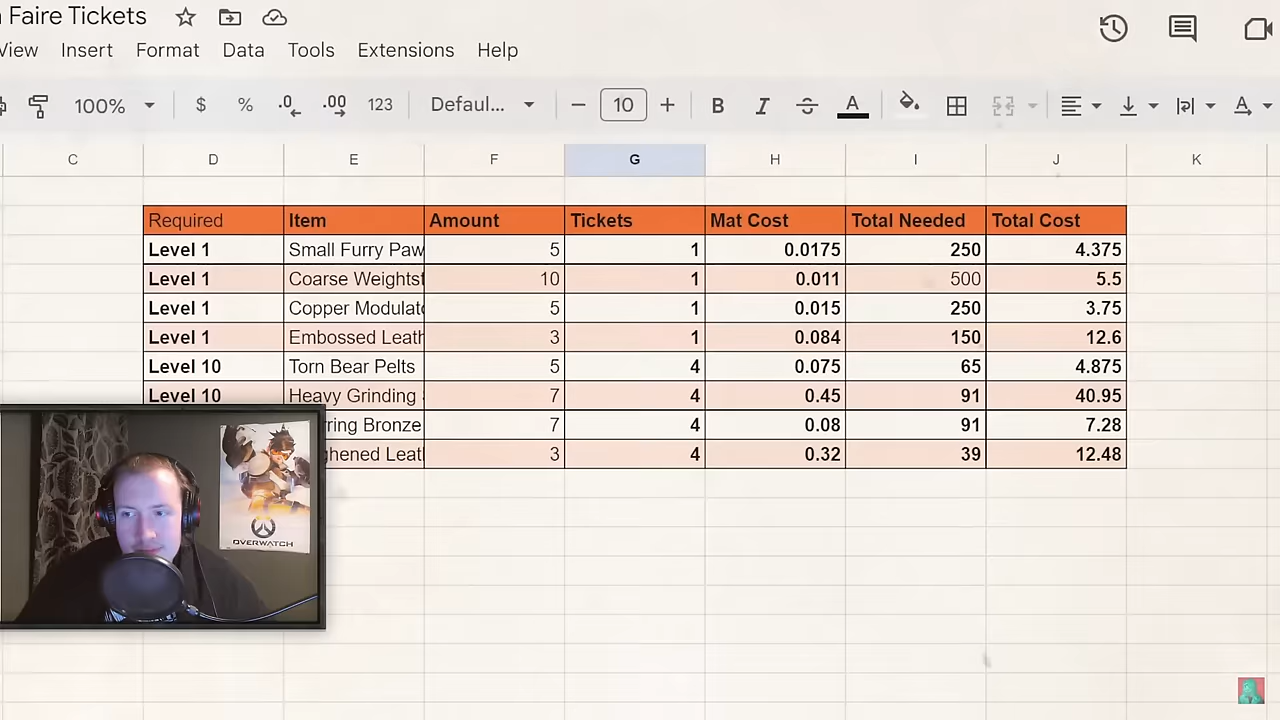 Faire Tickets
View Insert Format Data Tools Extensions Help
100% $ % .0 .00 123 Defaul... − 10 + B I A A
C D E F G H I J K
Required Item Amount Tickets Mat Cost Total Needed Total Cost
Level 1 Small Furry Paw 5 1 0.0175 250 4.375
Level 1 Coarse Weightst 10 1 0.011 500 5.5
Level 1 Copper Modulato 5 1 0.015 250 3.75
Level 1 Embossed Leath 3 1 0.084 150 12.6
Level 10 Torn Bear Pelts 5 4 0.075 65 4.875
Level 10 Heavy Grinding 7 4 0.45 91 40.95
rring Bronze 7 4 0.08 91 7.28
ghened Leat 3 4 0.32 39 12.48
OVERWATCH